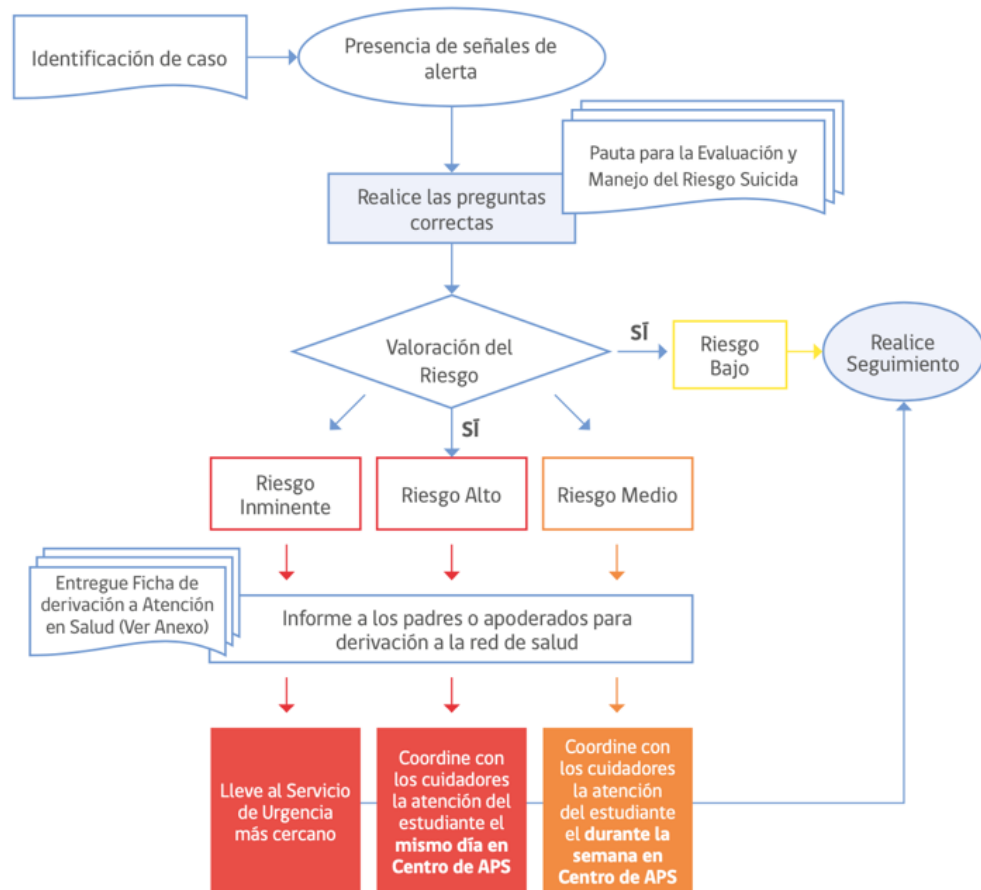 Identificación de caso
Presencia de señales de
alerta
Pauta para la Evaluación y
Manejo del Riesgo Suicida
Realice las preguntas
correctas
Valoración del
Riesgo
SÍ
Riesgo
Bajo
Realice
Seguimiento
SÍ
Riesgo
Inminente
Riesgo Alto
Riesgo Medio
Entregue Ficha de
derivación a Atención
en Salud (Ver Anexo)
Informe a los padres o apoderados para
derivación a la red de salud
Lleve al Servicio
de Urgencia
más cercano
Coordine con
los cuidadores
la atención del
estudiante el
mismo día en
Centro de APS
Coordine con
los cuidadores
la atención
del estudiante
el durante la
semana en
Centro de APS